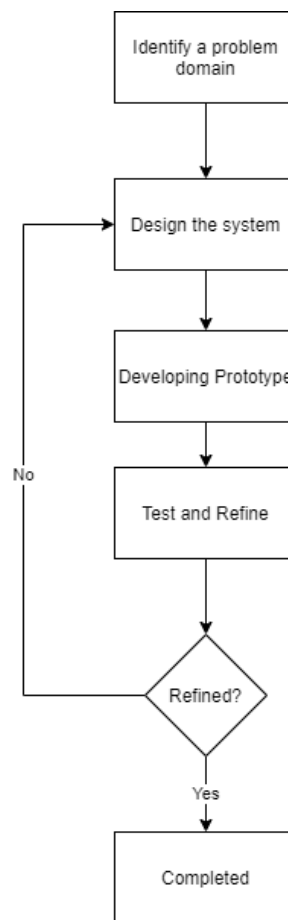 Identify a problem
domain
Design the system
Developing Prototype
No
Test and Refine
Refined?
Yes
Completed